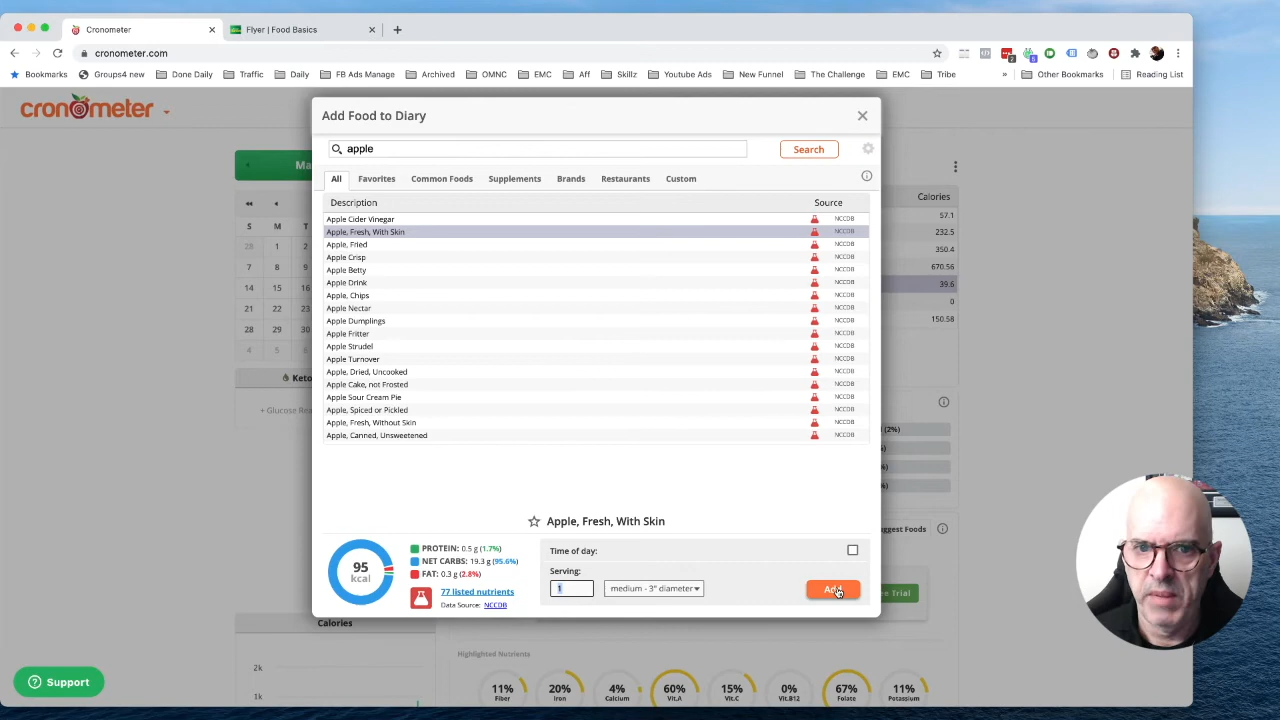 Cronometer
Flyer | Food Basics
cronometer.com
Bookmarks
Groups4 new
Done Daily
Traffic
Daily
FB Ads Manage
Archived
OMNC
EMC
Aff
Skillz
Youtube Ads
New Funnel
The Challenge
EMC
Tribe
»
Other Bookmarks
Reading List
cronometer
Add Food to Diary
apple
Search
All
Favorites
Common Foods
Supplements
Brands
Restaurants
Custom
Description Source
Apple Cider Vinegar NCCDB
Apple, Fresh, With Skin NCCDB
Apple, Fried NCCDB
Apple Crisp NCCDB
Apple Betty NCCDB
Apple Drink NCCDB
Apple, Chips NCCDB
Apple Nectar NCCDB
Apple Dumplings NCCDB
Apple Fritter NCCDB
Apple Strudel NCCDB
Apple Turnover NCCDB
Apple, Dried, Uncooked NCCDB
Apple Cake, not Frosted NCCDB
Apple Sour Cream Pie NCCDB
Apple, Spiced or Pickled NCCDB
Apple, Fresh, Without Skin NCCDB
Apple, Canned, Unsweetened NCCDB
Apple, Fresh, With Skin
95
kcal
PROTEIN: 0.5 g (1.7%)
NET CARBS: 19.3 g (95.6%)
FAT: 0.3 g (2.8%)
77 listed nutrients
Data Source: NCCDB
Time of day:
Serving:
1
medium - 3" diameter
Add
Ma
S M T
28 1 2
7 8 9
14 15 16
21 22 23
28 29 30
4 5
Keto
+ Glucose Rea
Calories
57.1
232.5
350.4
670.56
39.6
0
150.58
(2%)
%)
%)
%)
uggest Foods
ee Trial
Calories
2k
1k
Highlighted Nutrients
11%
Fiber
20%
Iron
4%
Calcium
60%
Vit.A
15%
Vit.C
0%
Vit.B12
67%
Folate
11%
Potassium
Support